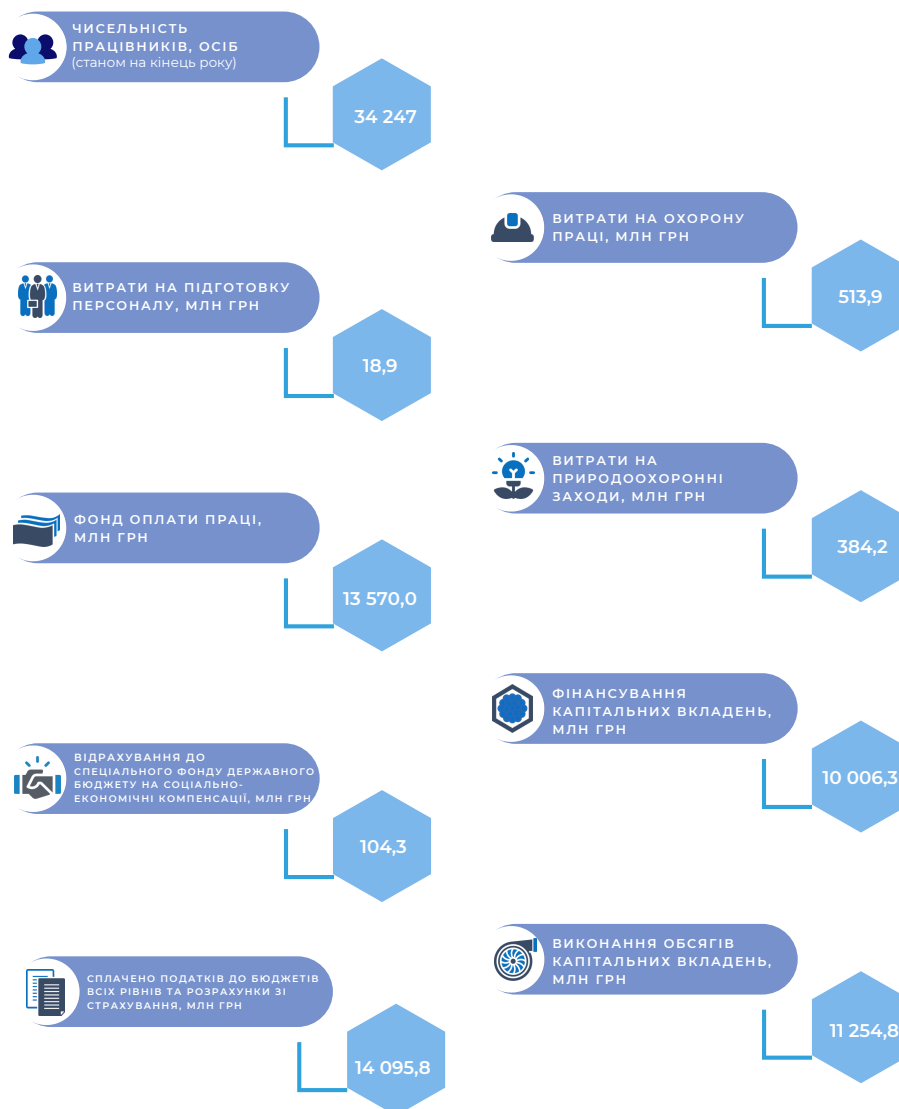 ЧИСЕЛЬНІСТЬ
ПРАЦІВНИКІВ, ОСІБ
(станом на кінець року)
34 247
ВИТРАТИ НА ПІДГОТОВКУ
ПЕРСОНАЛУ, МЛН ГРН
18,9
ФОНД ОПЛАТИ ПРАЦІ,
МЛН ГРН
13 570,0
ВІДРАХУВАННЯ ДО
СПЕЦІАЛЬНОГО ФОНДУ ДЕРЖАВНОГО
БЮДЖЕТУ НА СОЦІАЛЬНО-
ЕКОНОМІЧНІ КОМПЕНСАЦІЇ, МЛН ГРН
104,3
СПЛАЧЕНО ПОДАТКІВ ДО БЮДЖЕТІВ
ВСІХ РІВНІВ ТА РОЗРАХУНКИ ЗІ
СТРАХУВАННЯ, МЛН ГРН
14 095,8
ВИТРАТИ НА ОХОРОНУ
ПРАЦІ, МЛН ГРН
513,9
ВИТРАТИ НА
ПРИРОДООХОРОННІ
ЗАХОДИ, МЛН ГРН
384,2
ФІНАНСУВАННЯ
КАПІТАЛЬНИХ ВКЛАДЕНЬ,
МЛН ГРН
10 006,3
ВИКОНАННЯ ОБСЯГІВ
КАПІТАЛЬНИХ ВКЛАДЕНЬ,
МЛН ГРН
11 254,8